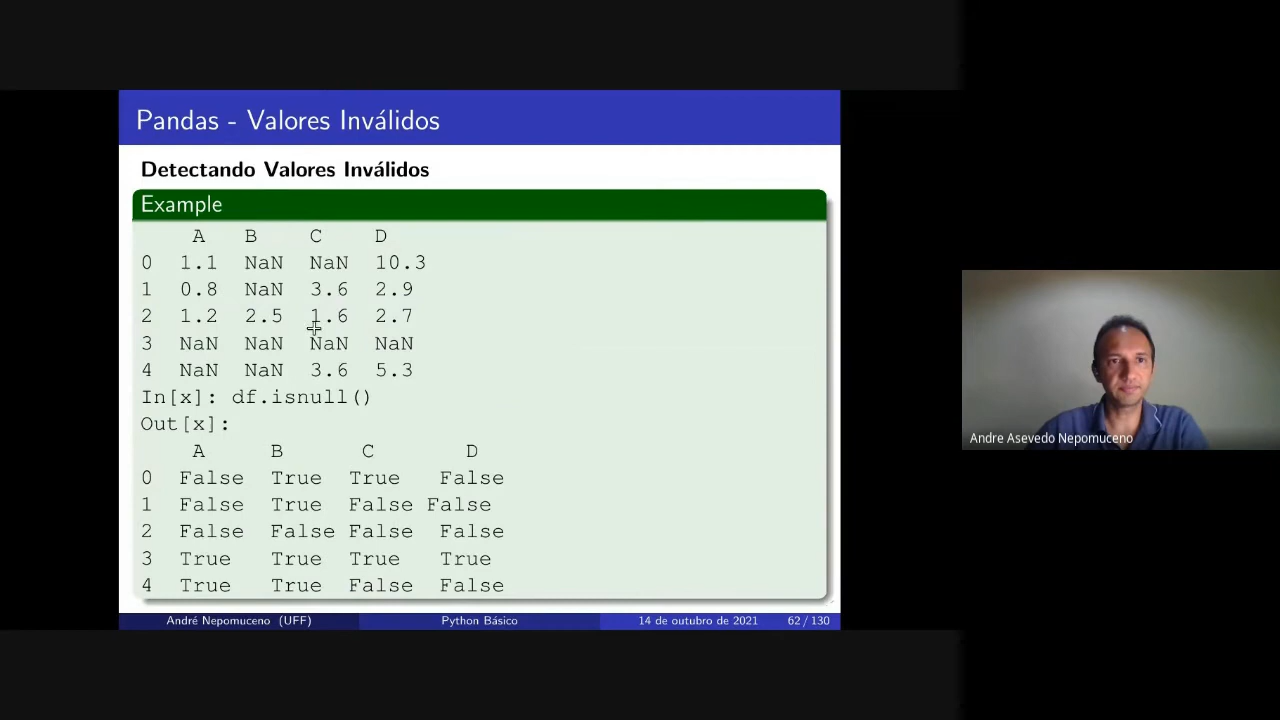 Pandas - Valores Inválidos
Detectando Valores Inválidos
Example
A B C D
0 1.1 NaN NaN 10.3
1 0.8 NaN 3.6 2.9
2 1.2 2.5 1.6 2.7
3 NaN NaN NaN NaN
4 NaN NaN 3.6 5.3
In[x]: df.isnull()
Out[x]:
A B C D
0 False True True False
1 False True False False
2 False False False False
3 True True True True
4 True True False False
André Nepomuceno (UFF) Python Básico 14 de outubro de 2021 62 / 130
Andre Asevedo Nepomuceno